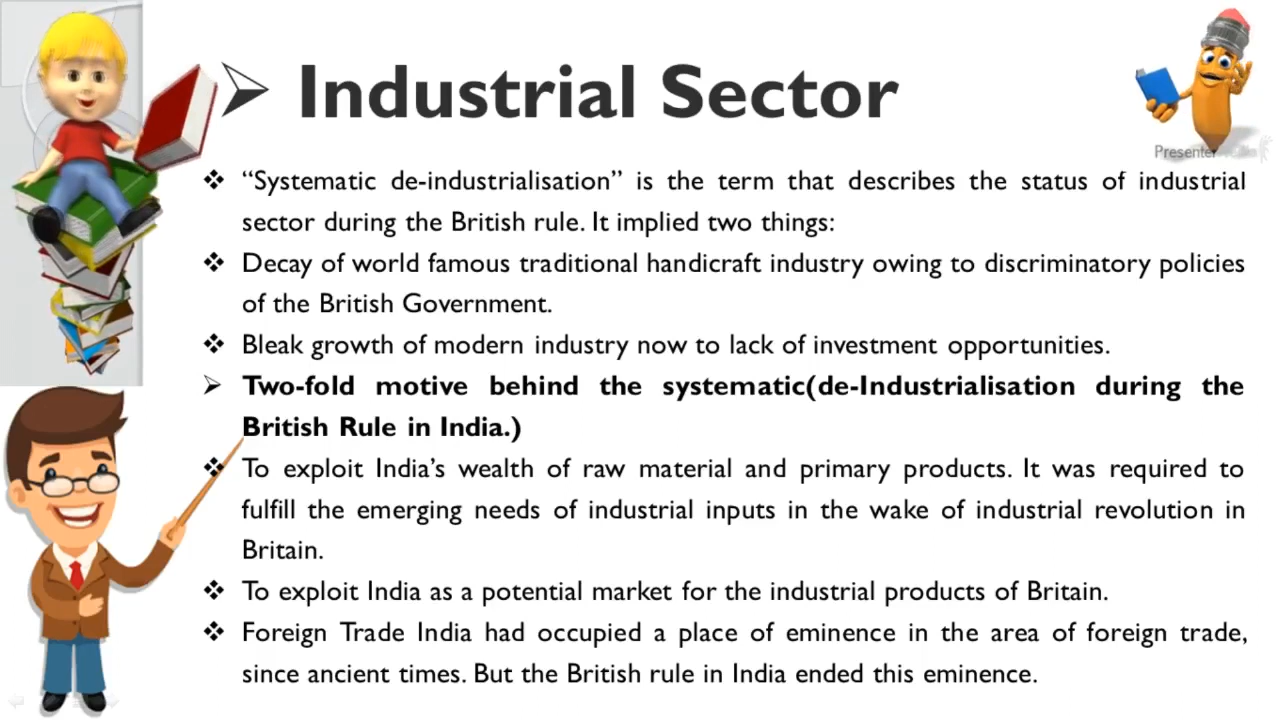 Industrial Sector
Presenter
“Systematic de-industrialisation” is the term that describes the status of industrial
sector during the British rule. It implied two things:
Decay of world famous traditional handicraft industry owing to discriminatory policies
of the British Government.
Bleak growth of modern industry now to lack of investment opportunities.
Two-fold motive behind the systematic(de-Industrialisation during the
British Rule in India.)
To exploit India’s wealth of raw material and primary products. It was required to
fulfill the emerging needs of industrial inputs in the wake of industrial revolution in
Britain.
To exploit India as a potential market for the industrial products of Britain.
Foreign Trade India had occupied a place of eminence in the area of foreign trade,
since ancient times. But the British rule in India ended this eminence.